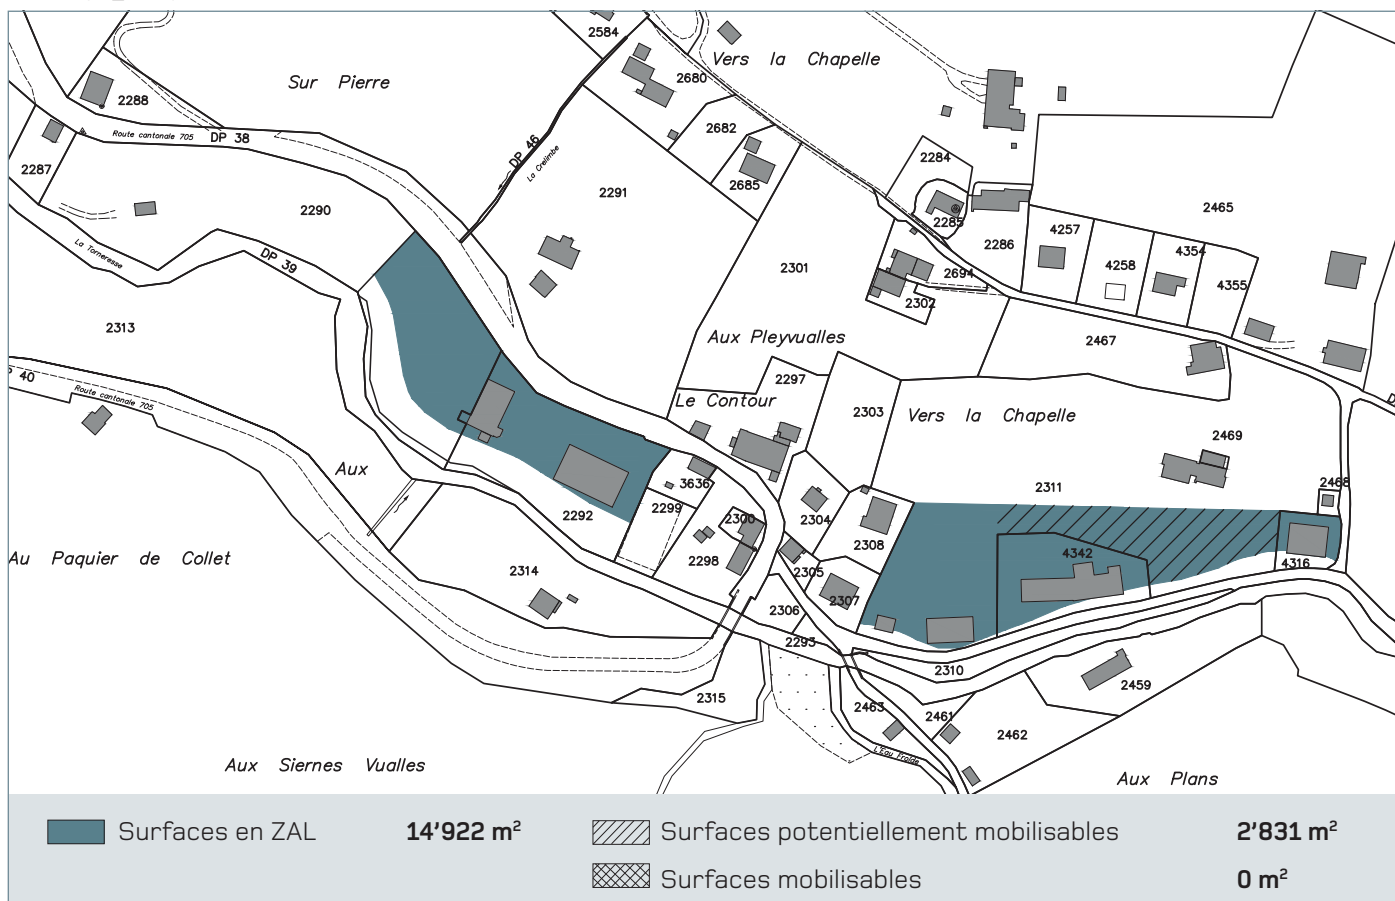 2584
Vers la Chapelle
Sur Pierre
2680
2288
Route cantonale 705
DP 38
2682
DP 46
La Crelimbe
2284
2287
2685
2291
2290
2465
2285
4257
2286
La Torneresse
DP 39
4354
2301
4258
2694
4355
2302
2313
Aux Pleyvualles
2467
P 40
2297
Route cantonale 705
Le Contour
2303
Vers la Chapelle
2469
Aux
3636
2311
2468
2299
2292
2300
2304
2308
4342
Au Paquier de Collet
2298
2305
4316
2314
2307
2306
2293
2310
2459
2315
2463
2461
2462
L'Eau Froide
Aux Siernes Vualles
Aux Plans
Surfaces en ZAL 14'922 m²
Surfaces potentiellement mobilisables 2'831 m²
Surfaces mobilisables 0 m²